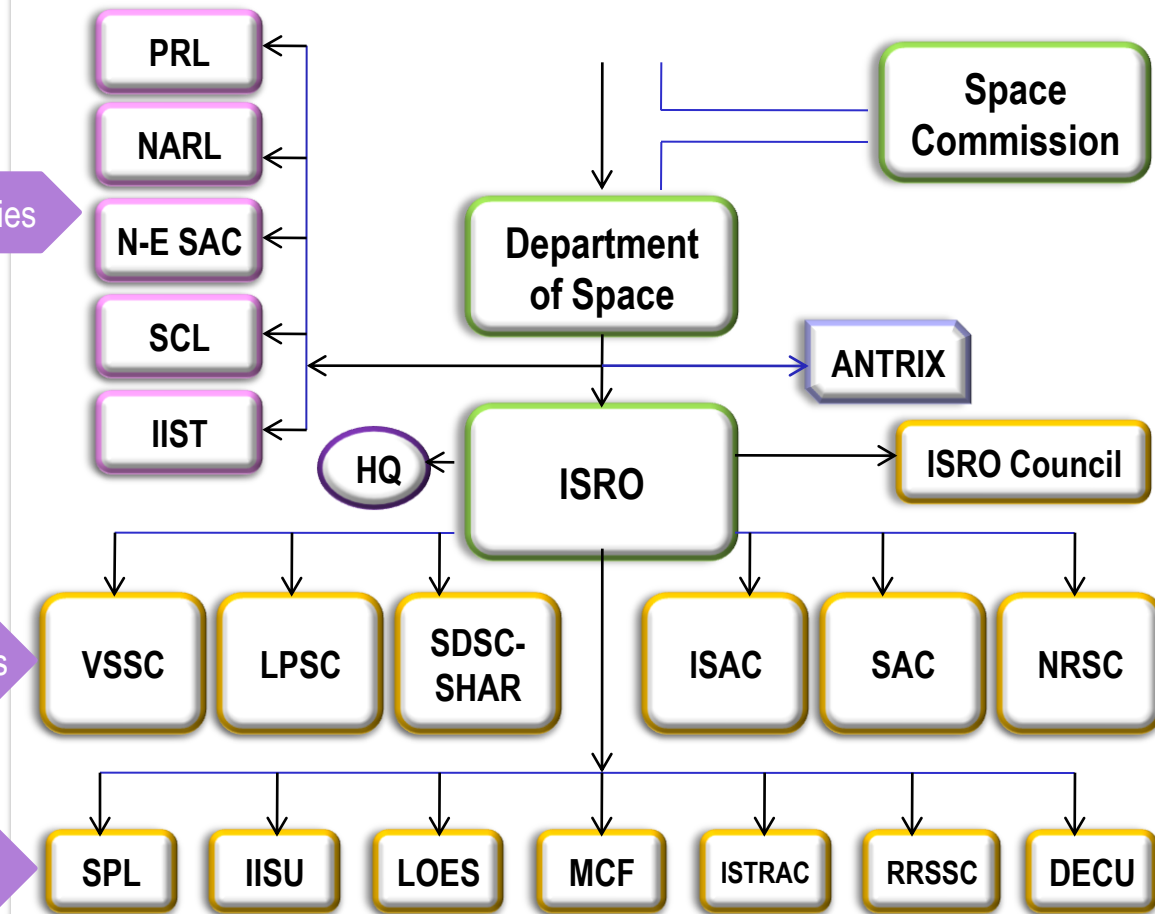 PRL
Space
Commission
NARL
ies
N-E SAC
Department
of Space
SCL
ANTRIX
IIST
HQ
ISRO
ISRO Council
VSSC
LPSC
SDSC-
SHAR
ISAC
SAC
NRSC
s
SPL
IISU
LOES
MCF
ISTRAC
RRSSC
DECU